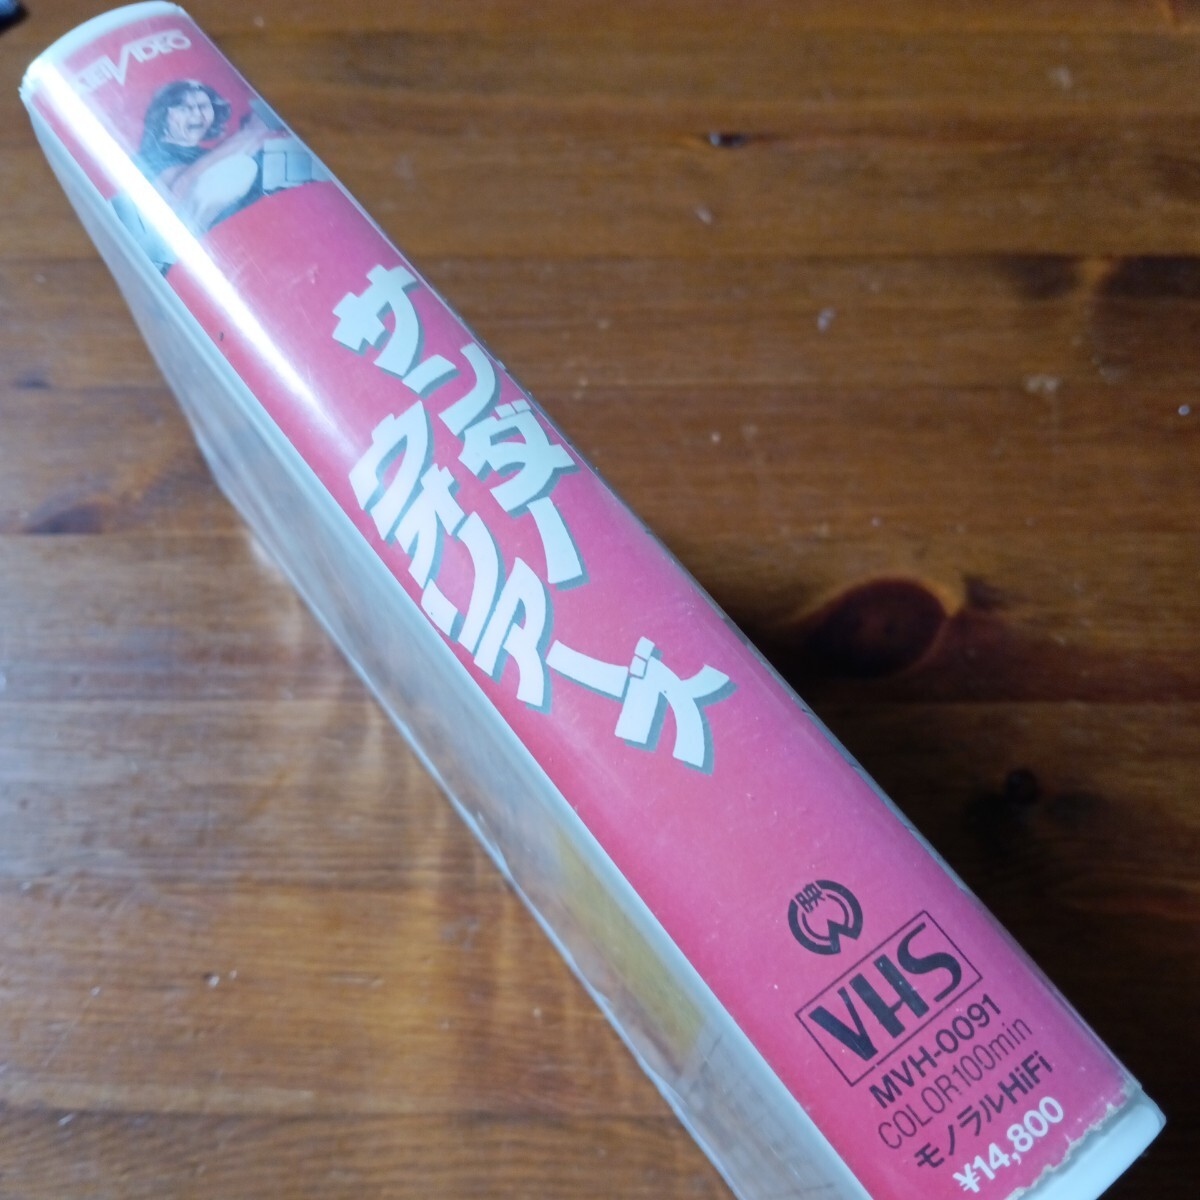 VIDEO
サンダー
ウォリアーズ
映
VHS
MVH-0091
COLOR100min
モノラルHiFi
¥14,800